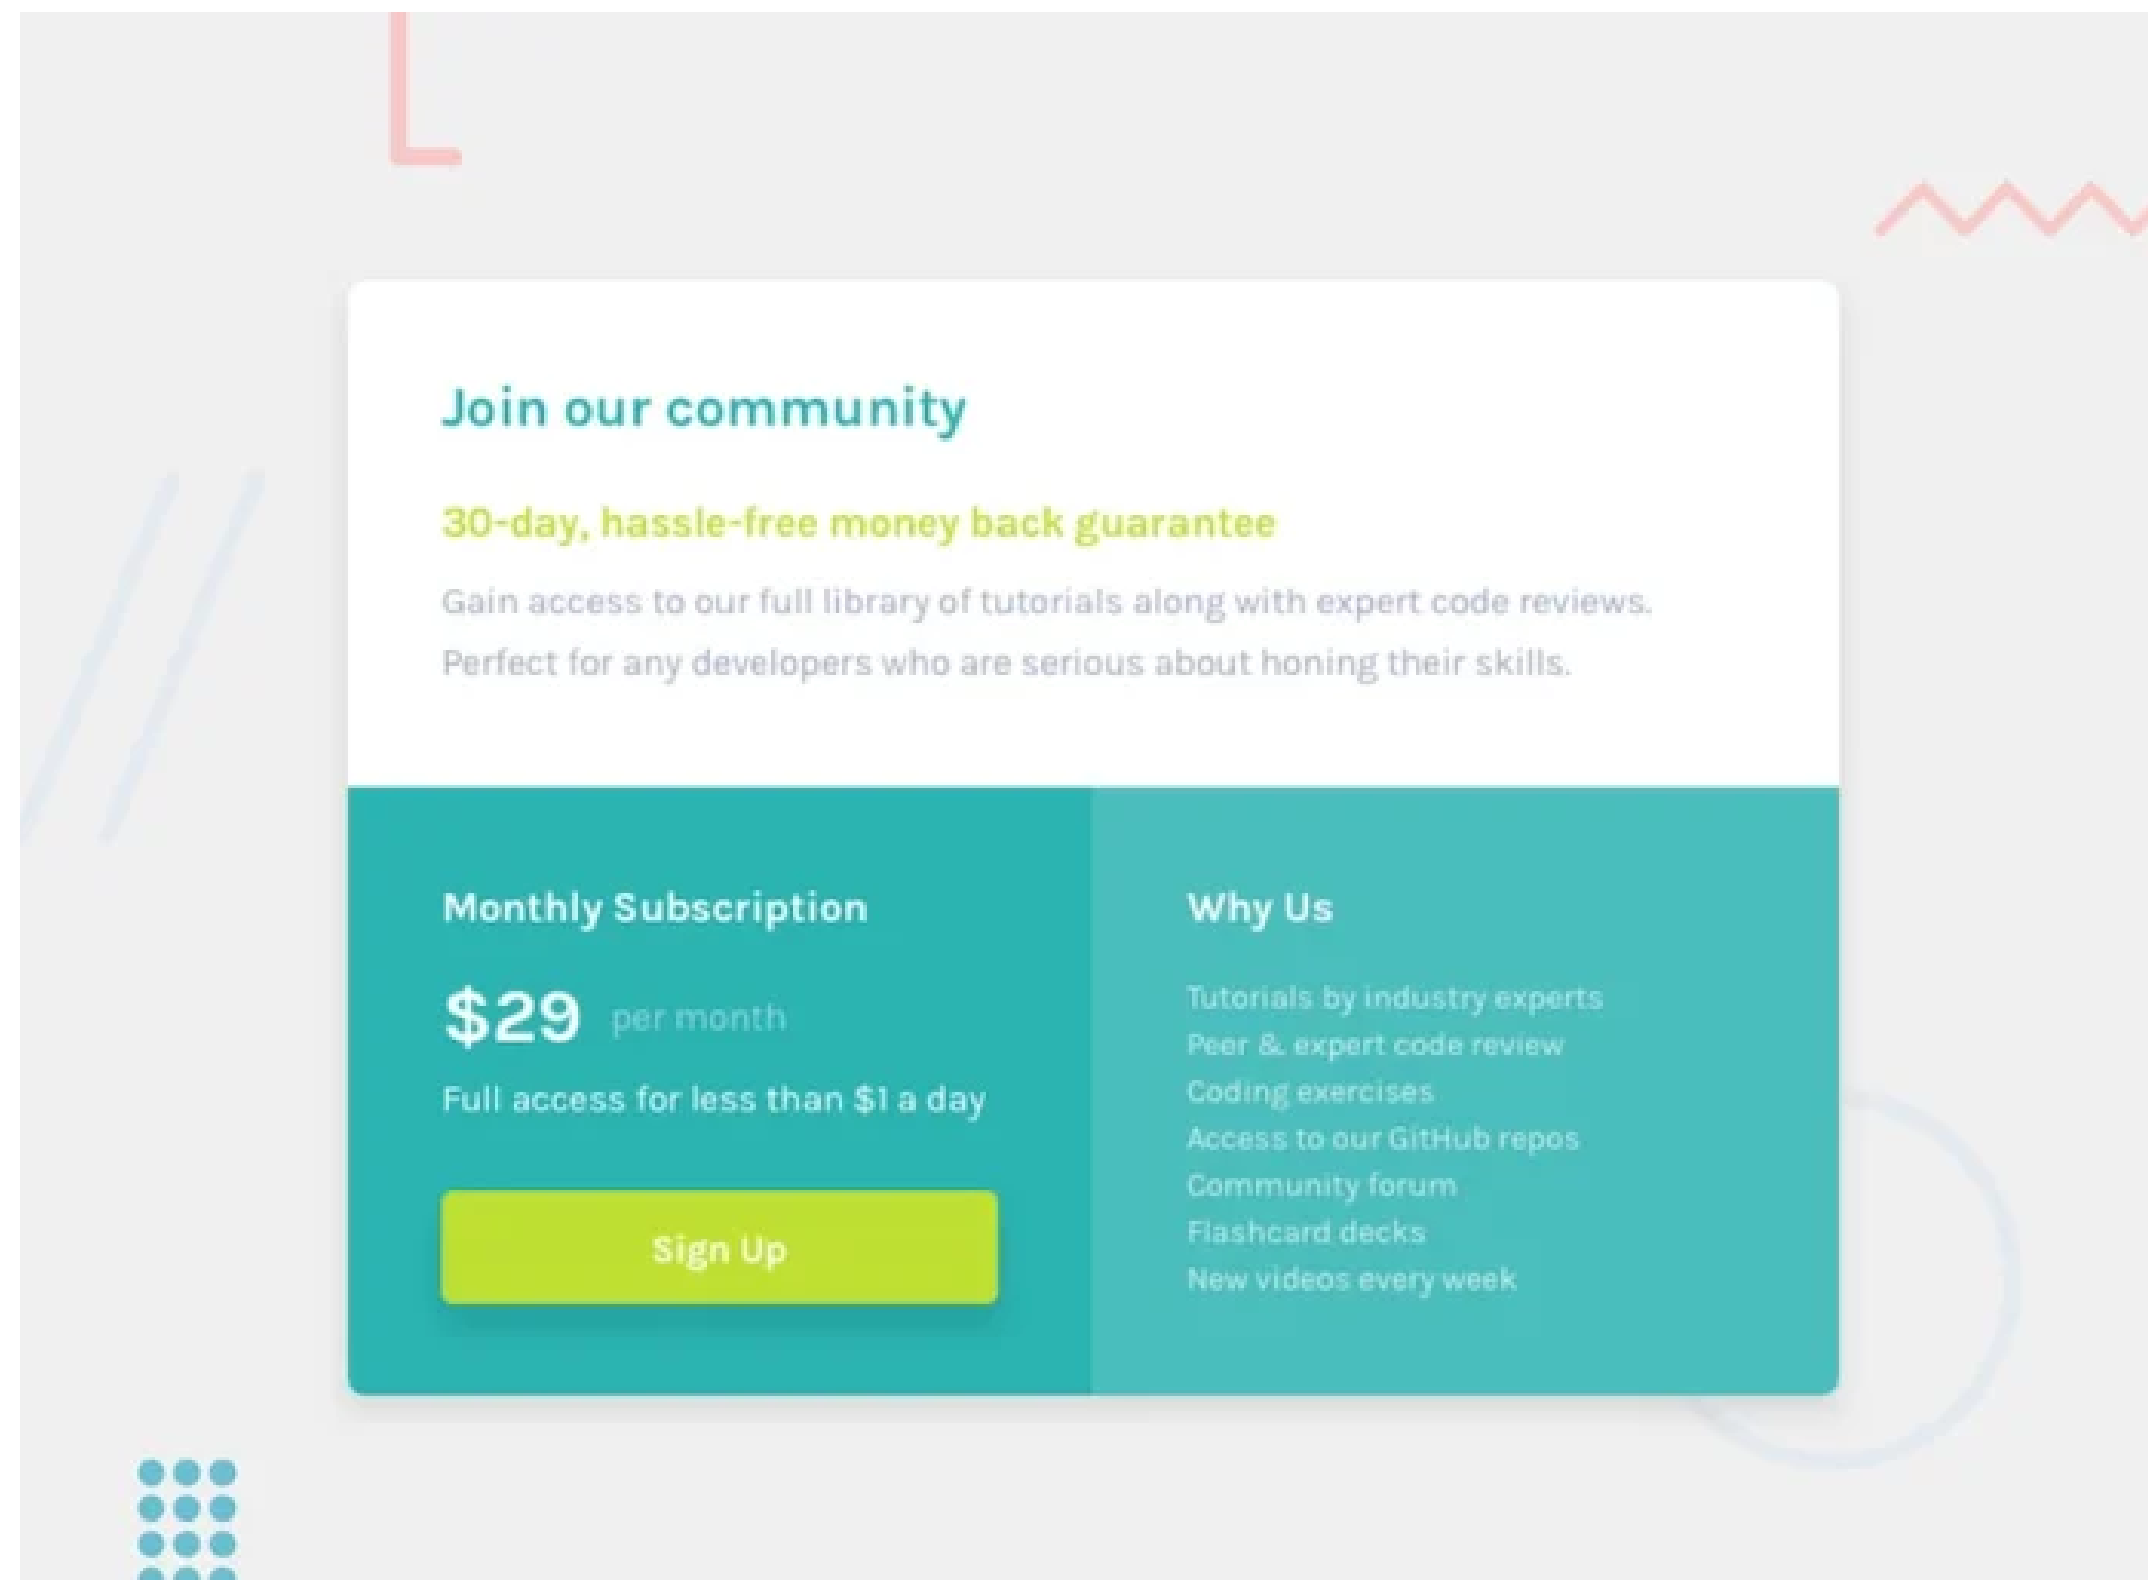 Join our community
30-day, hassle-free money back guarantee
Gain access to our full library of tutorials along with expert code reviews.
Perfect for any developers who are serious about honing their skills.
Monthly Subscription
$29 per month
Full access for less than $1 a day
Sign Up
Why Us
Tutorials by industry experts
Peer & expert code review
Coding exercises
Access to our GitHub repos
Community forum
Flashcard decks
New videos every week